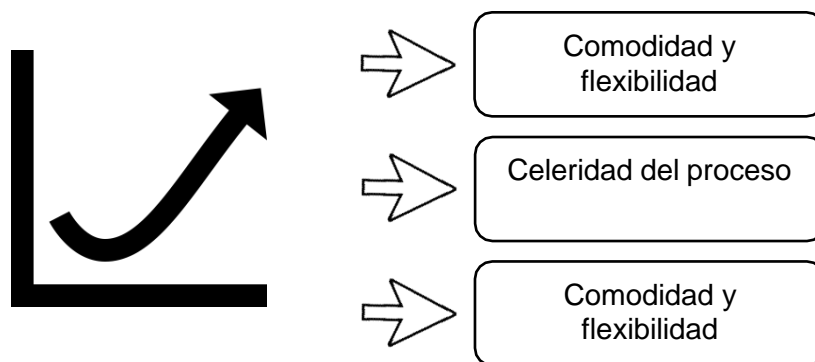 Comodidad y
flexibilidad
Celeridad del proceso
Comodidad y
flexibilidad